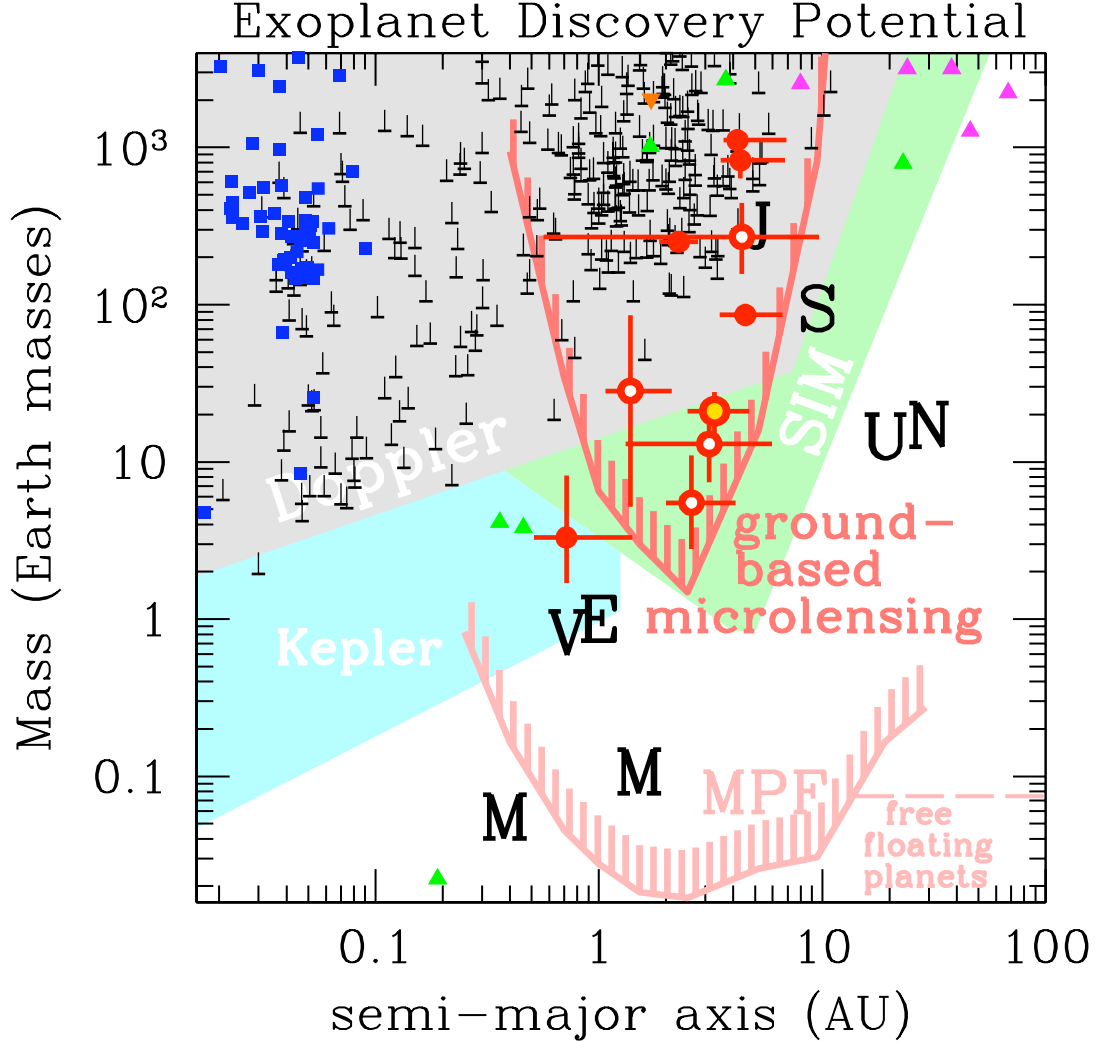 Exoplanet Discovery Potential
Mass (Earth masses)
10³
10²
10
1
0.1
J
S
SIM
U N
Doppler
ground-
based
microlensing
V E
Kepler
M
M
MPF
free
floating
planets
0.1 1 10 100
semi-major axis (AU)